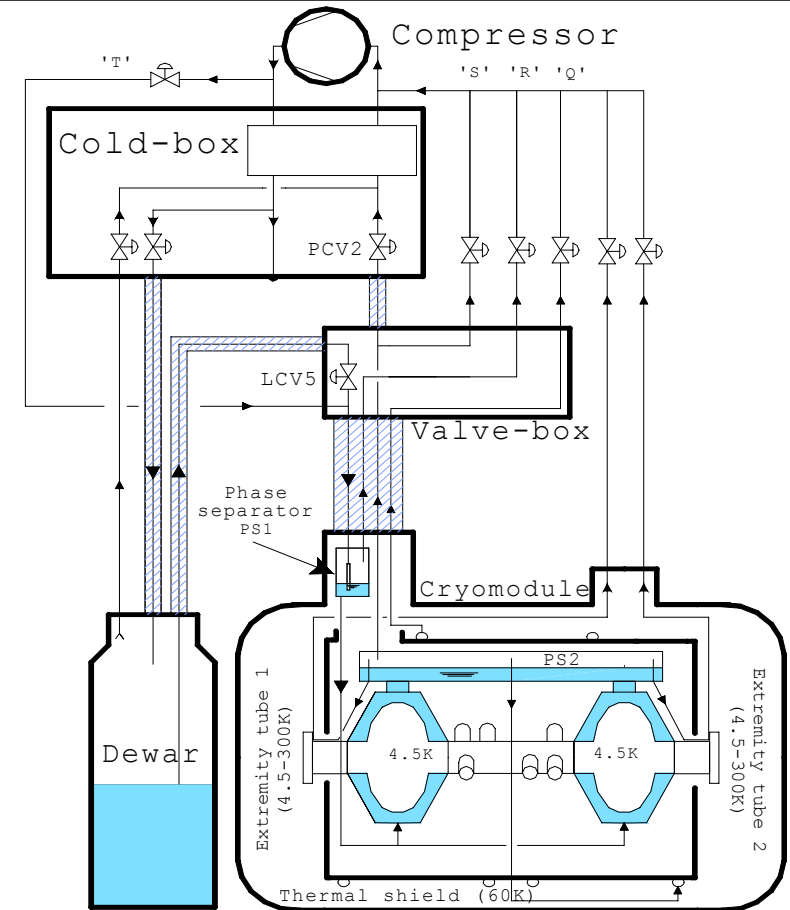 Compressor
'T'
'S' 'R' 'Q'
Cold-box
PCV2
LCV5
Valve-box
Phase
separator
PS1
Cryomodule
PS2
Extremity tube 1
(4.5-300K)
4.5K
4.5K
Extremity tube 2
(4.5-300K)
Dewar
Thermal shield (60K)